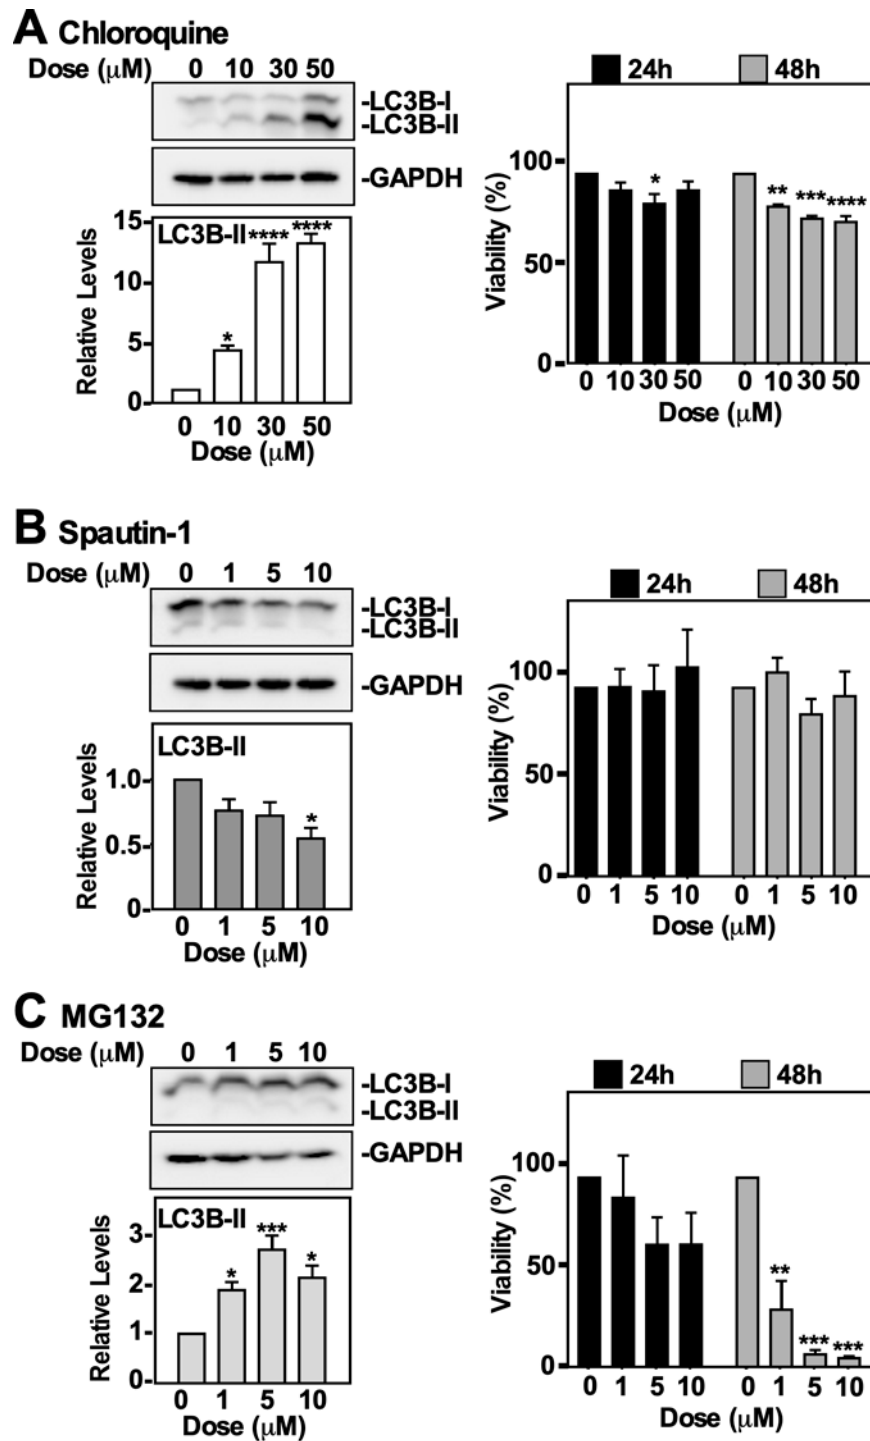 A Chloroquine
Dose (μM) 0 10 30 50
-LC3B-I
-LC3B-II
-GAPDH
15
10
5
0
Relative Levels
LC3B-II
* **** ****
0 10 30 50
Dose (μM)
24h 48h
100
50
0
Viability (%)
* ** *** ****
0 10 30 50 0 10 30 50
Dose (μM)
B Spautin-1
Dose (μM) 0 1 5 10
-LC3B-I
-LC3B-II
-GAPDH
1.0
0.5
0
Relative Levels
LC3B-II
*
0 1 5 10
Dose (μM)
24h 48h
100
50
0
Viability (%)
0 1 5 10 0 1 5 10
Dose (μM)
C MG132
Dose (μM) 0 1 5 10
-LC3B-I
-LC3B-II
-GAPDH
3
2
1
0
Relative Levels
LC3B-II
* *** *
0 1 5 10
Dose (μM)
24h 48h
100
50
0
Viability (%)
** *** ***
0 1 5 10 0 1 5 10
Dose (μM)